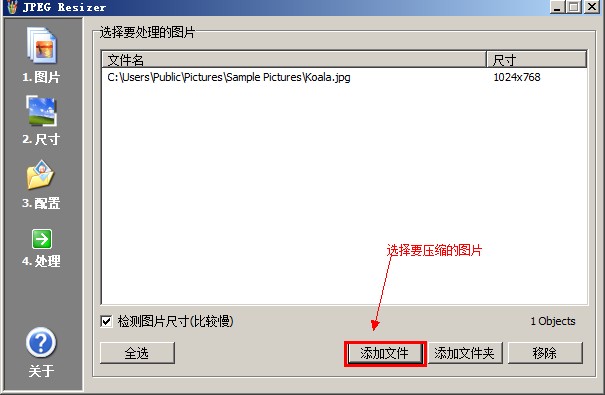 JPEG Resizer
选择要处理的图片
文件名 尺寸
C:\Users\Public\Pictures\Sample Pictures\Koala.jpg 1024x768
1.图片
2.尺寸
3.配置
4.处理
关于
选择要压缩的图片
检测图片尺寸(比较慢) 1 Objects
全选 添加文件 添加文件夹 移除